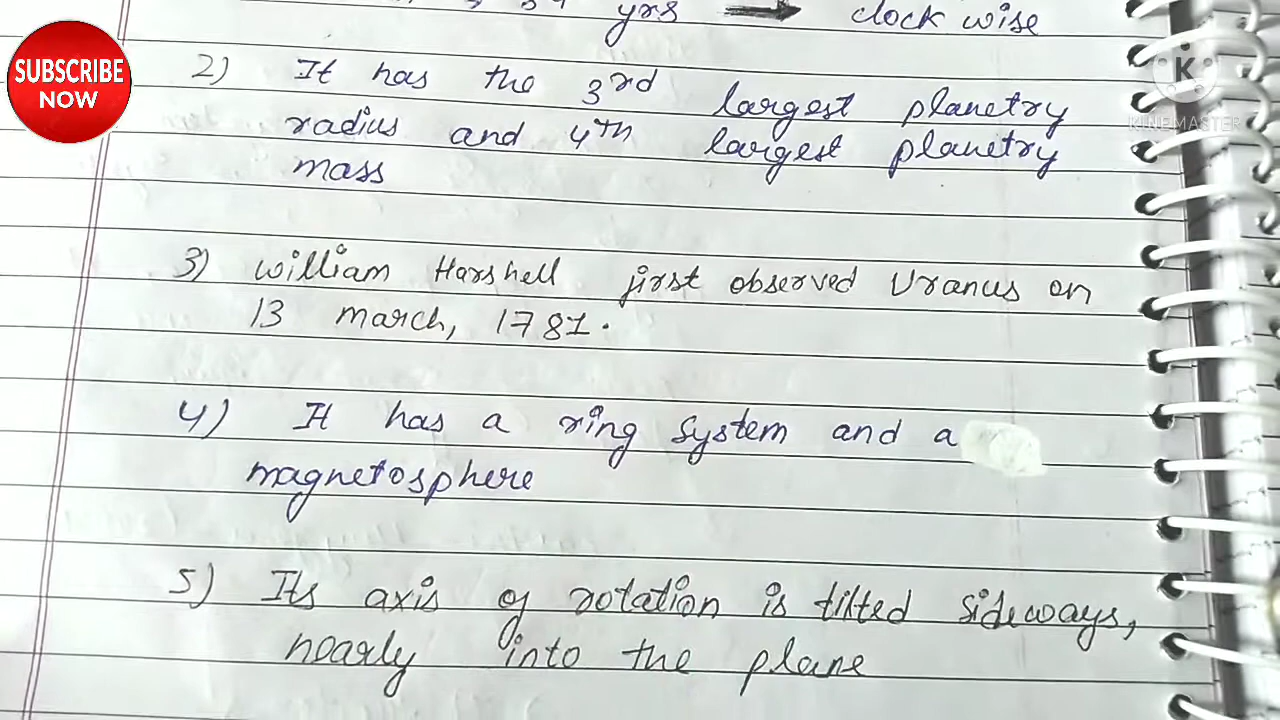 yrs → clock wise
SUBSCRIBE
NOW
K
KINEMASTER
2) It has the 3rd largest planetry
radius and 4th largest planetry
mass
3) William Harshell first observed Uranus on
13 march, 1781.
4) It has a ring system and a
magnetosphere
5) Its axis of rotation is tilted sideways,
nearly into the plane